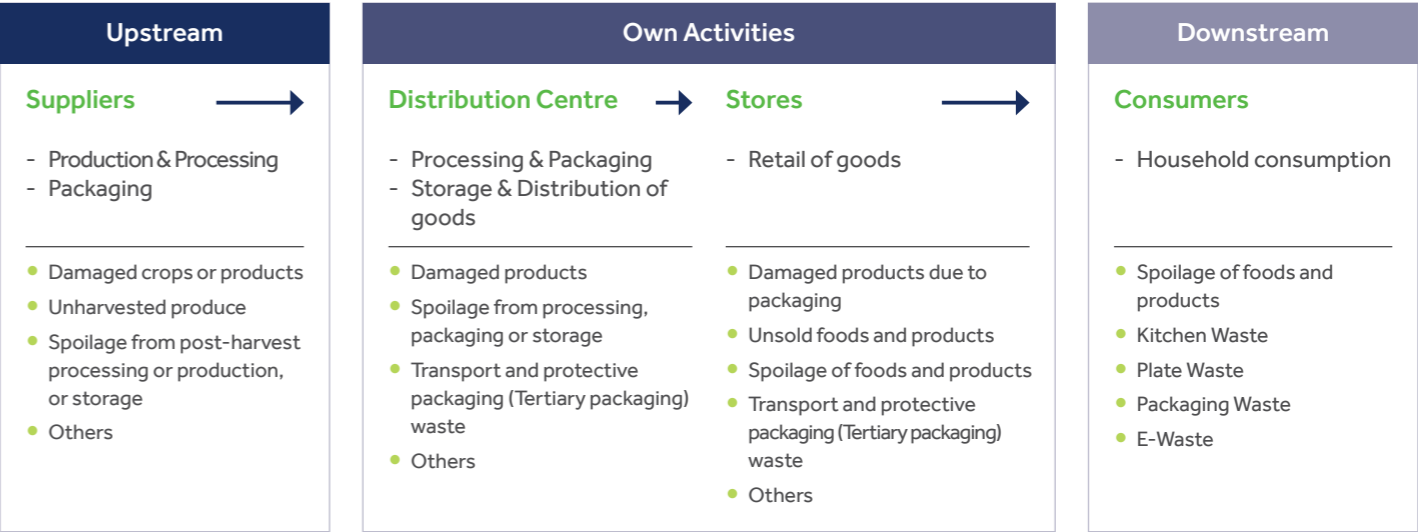 Upstream
Suppliers
- Production & Processing
- Packaging
• Damaged crops or products
• Unharvested produce
• Spoilage from post-harvest
processing or production,
or storage
• Others
Own Activities
Distribution Centre
- Processing & Packaging
- Storage & Distribution of
goods
• Damaged products
• Spoilage from processing,
packaging or storage
• Transport and protective
packaging (Tertiary packaging)
waste
• Others
Stores
- Retail of goods
• Damaged products due to
packaging
• Unsold foods and products
• Spoilage of foods and products
• Transport and protective
packaging (Tertiary packaging)
waste
• Others
Downstream
Consumers
- Household consumption
• Spoilage of foods and
products
• Kitchen Waste
• Plate Waste
• Packaging Waste
• E-Waste